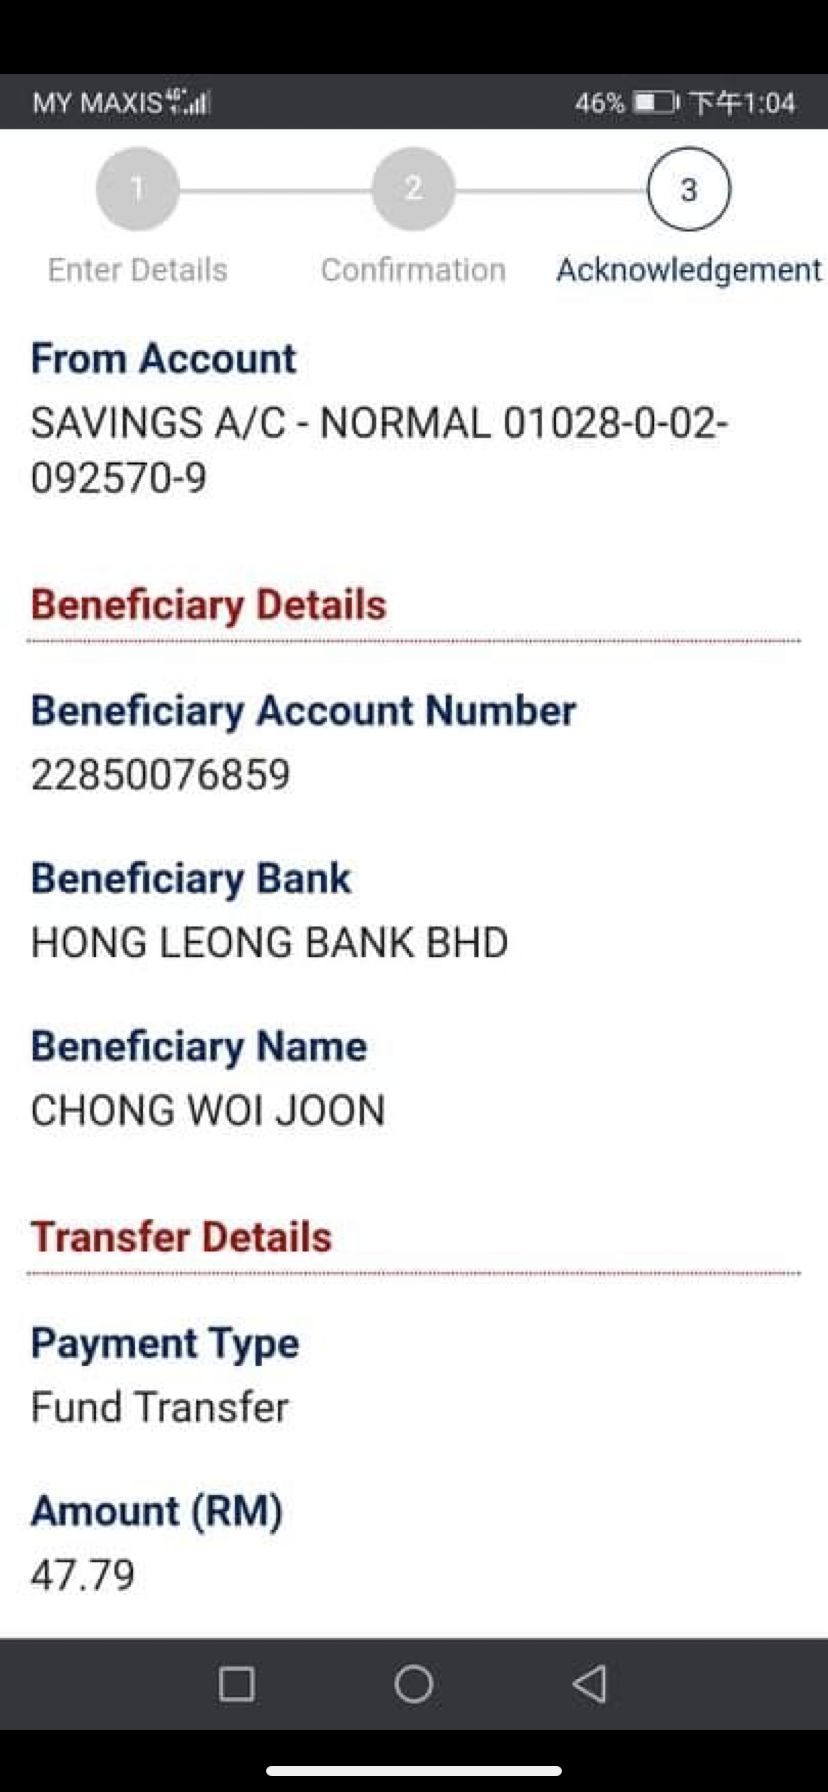 MY MAXIS 46% 下午1:04
1 2 3
Enter Details Confirmation Acknowledgement
From Account
SAVINGS A/C - NORMAL 01028-0-02-
092570-9
Beneficiary Details
Beneficiary Account Number
22850076859
Beneficiary Bank
HONG LEONG BANK BHD
Beneficiary Name
CHONG WOI JOON
Transfer Details
Payment Type
Fund Transfer
Amount (RM)
47.79